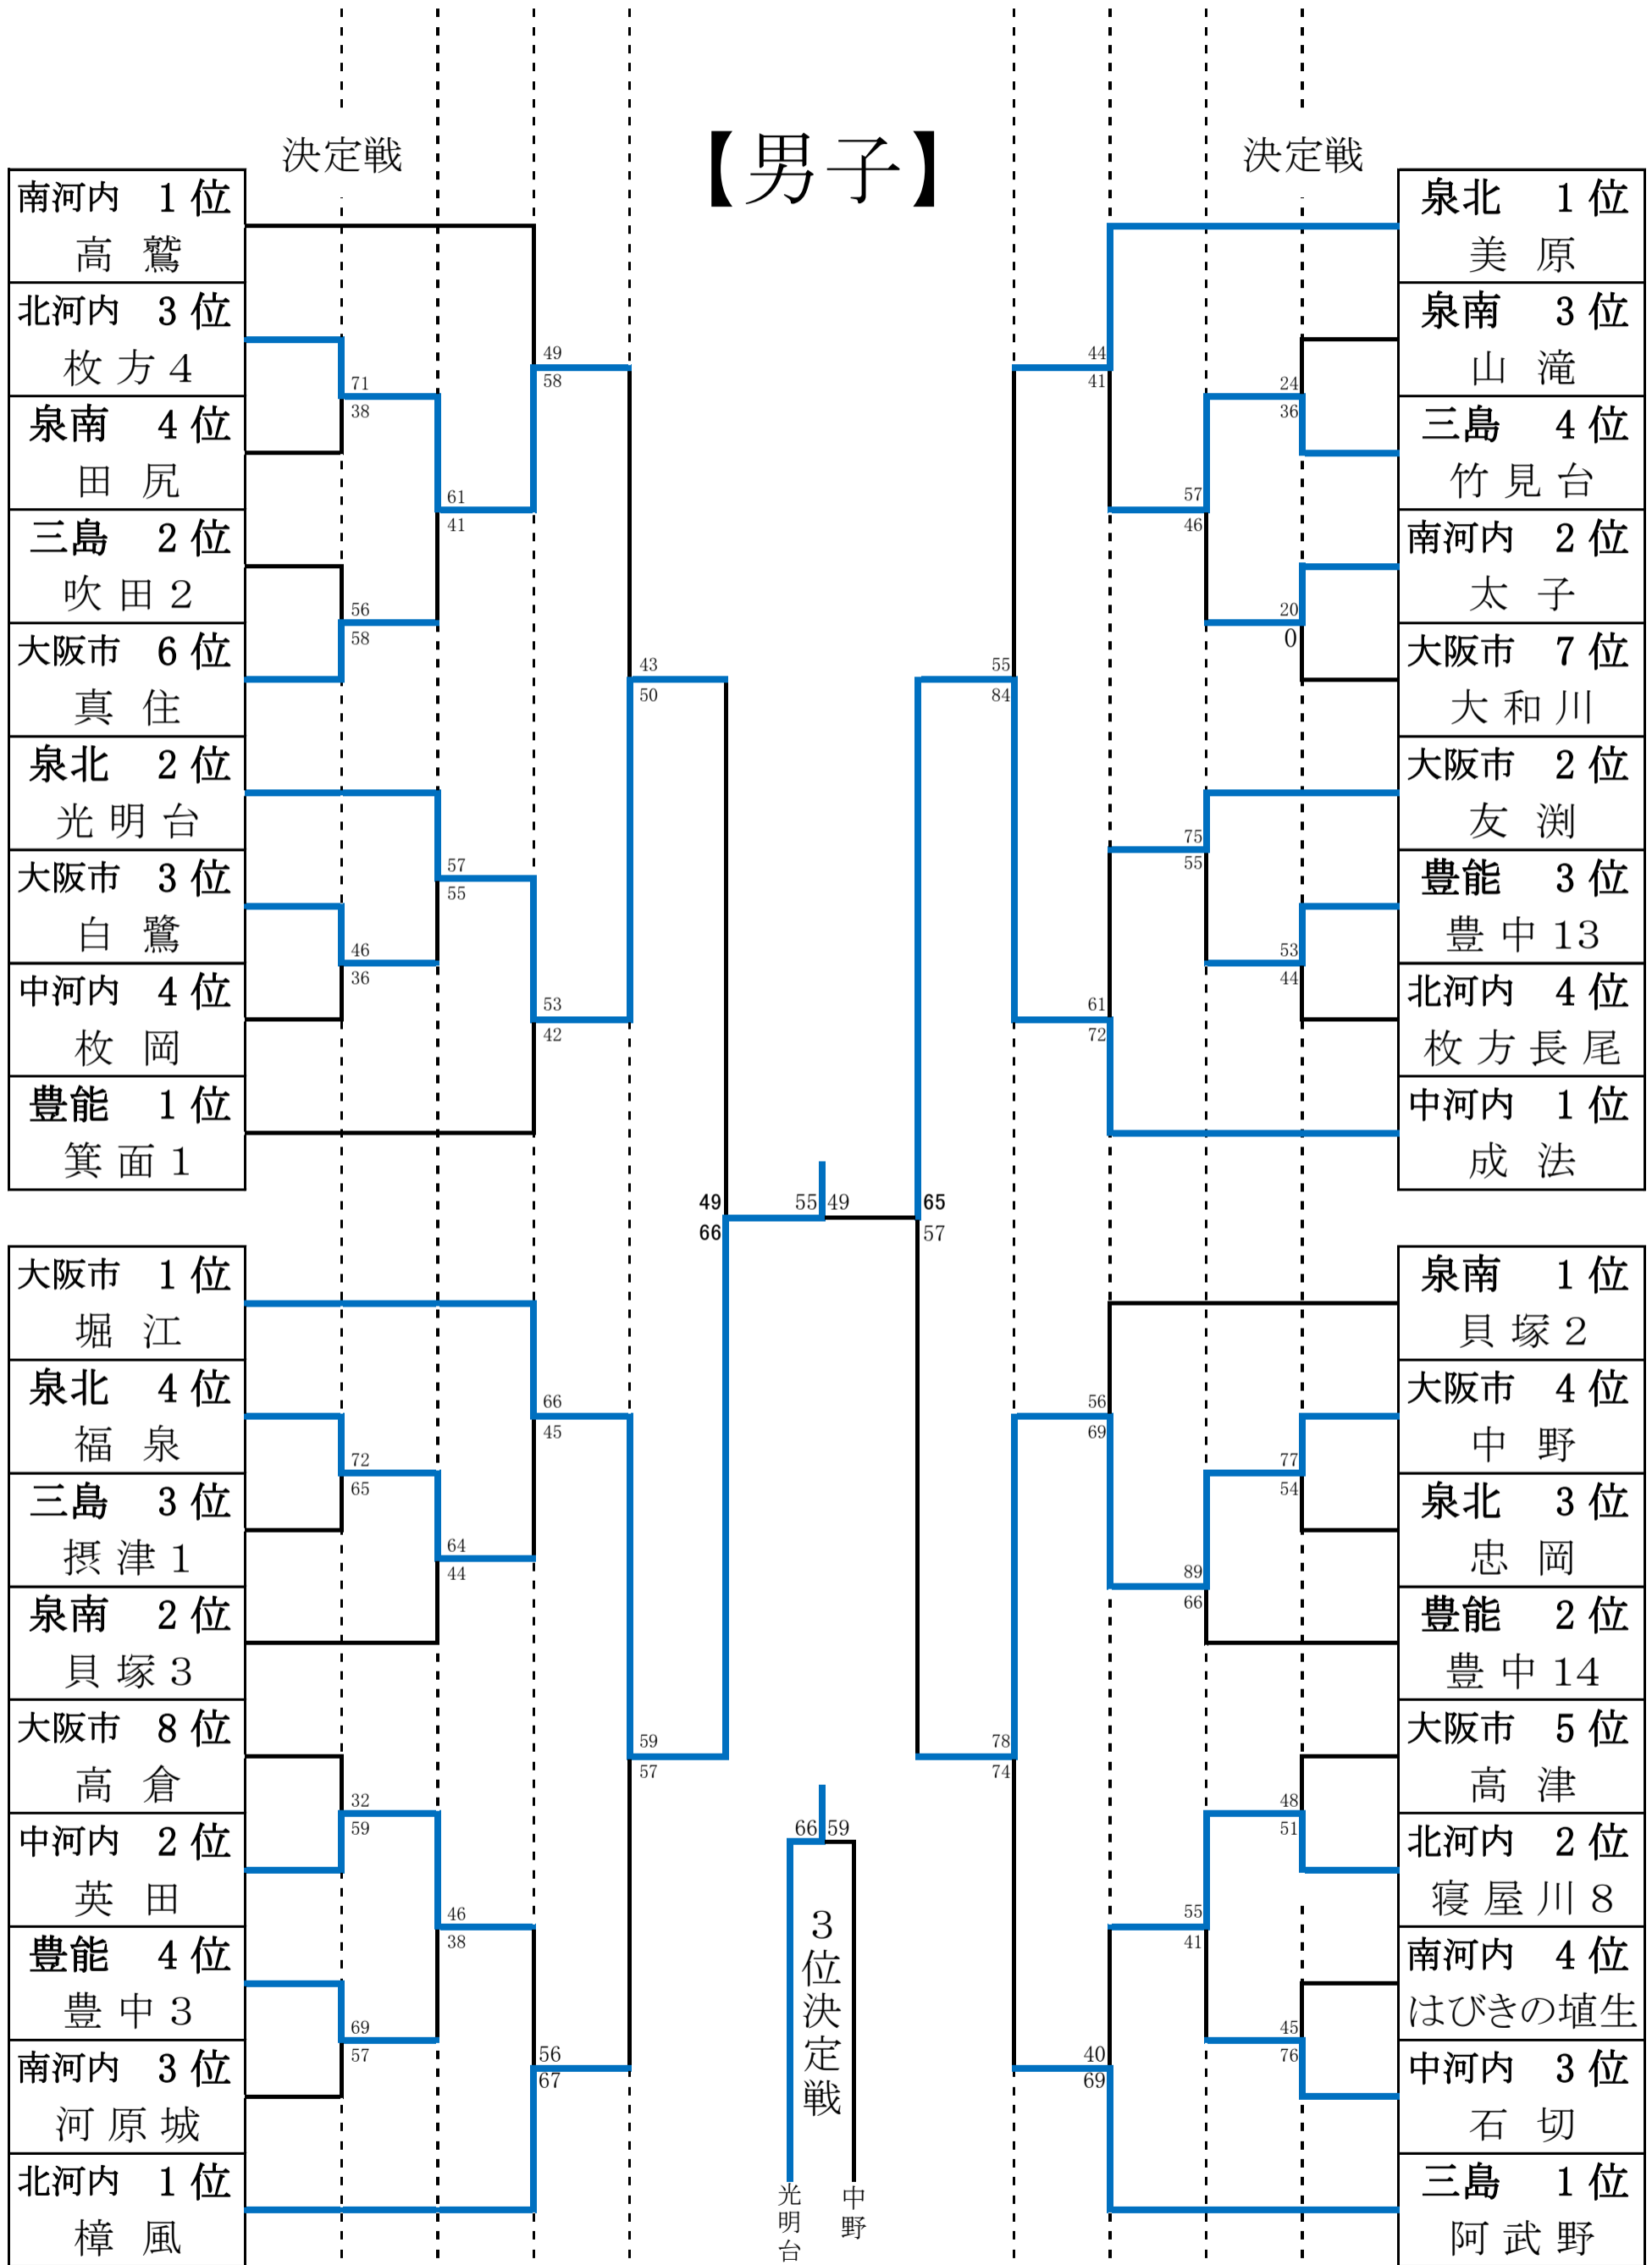 【男子】
決定戦
決定戦
南河内 1位
高鷲
北河内 3位
枚方4
泉南 4位
田尻
三島 2位
吹田2
大阪市 6位
真住
泉北 2位
光明台
大阪市 3位
白鷺
中河内 4位
枚岡
豊能 1位
箕面1
71
38
56
58
46
36
61
41
57
55
49
58
53
42
43
50
大阪市 1位
堀江
泉北 4位
福泉
三島 3位
摂津1
泉南 2位
貝塚3
大阪市 8位
高倉
中河内 2位
英田
豊能 4位
豊中3
南河内 3位
河原城
北河内 1位
樟風
72
65
32
59
69
57
64
44
46
38
66
45
56
67
59
57
49
66
55 49
65
57
泉北 1位
美原
泉南 3位
山滝
三島 4位
竹見台
南河内 2位
太子
大阪市 7位
大和川
大阪市 2位
友渕
豊能 3位
豊中13
北河内 4位
枚方長尾
中河内 1位
成法
24
36
20
0
53
44
57
46
75
55
44
41
61
72
55
84
泉南 1位
貝塚2
大阪市 4位
中野
泉北 3位
忠岡
豊能 2位
豊中14
大阪市 5位
高津
北河内 2位
寝屋川8
南河内 4位
はびきの埴生
中河内 3位
石切
三島 1位
阿武野
77
54
48
51
45
76
89
66
55
41
56
69
40
69
78
74
66 59
3位決定戦
光明台
中野